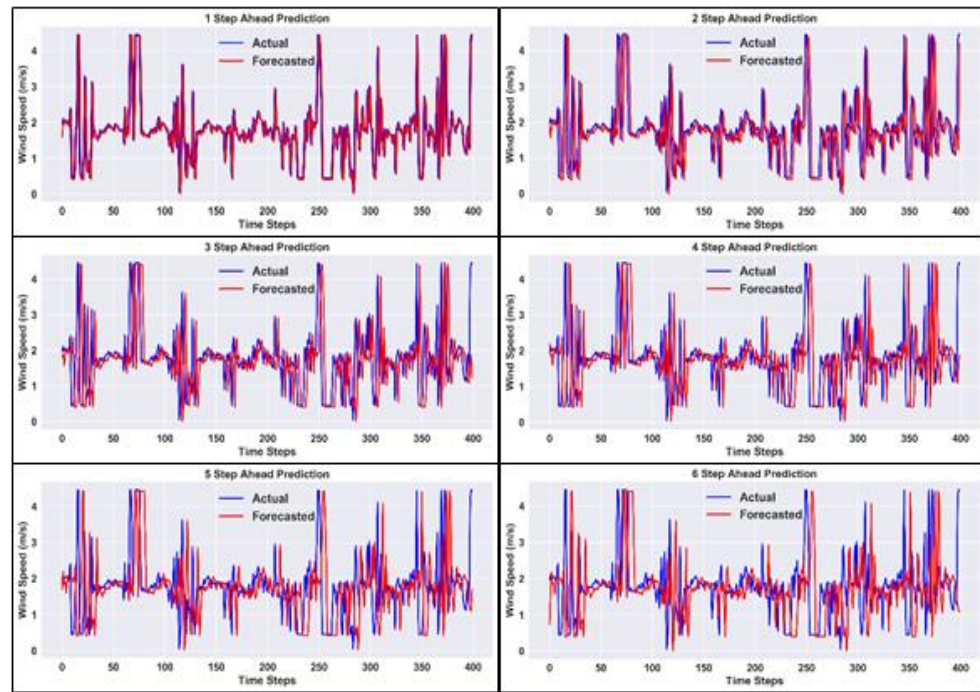 1 Step Ahead Prediction
Actual
Forecasted
Wind Speed (m/s)
4
3
2
1
0
0 50 100 150 200 250 300 350 400
Time Steps
2 Step Ahead Prediction
Actual
Forecasted
Wind Speed (m/s)
4
3
2
1
0
0 50 100 150 200 250 300 350 400
Time Steps
3 Step Ahead Prediction
Actual
Forecasted
Wind Speed (m/s)
4
3
2
1
0
0 50 100 150 200 250 300 350 400
Time Steps
4 Step Ahead Prediction
Actual
Forecasted
Wind Speed (m/s)
4
3
2
1
0
0 50 100 150 200 250 300 350 400
Time Steps
5 Step Ahead Prediction
Actual
Forecasted
Wind Speed (m/s)
4
3
2
1
0
0 50 100 150 200 250 300 350 400
Time Steps
6 Step Ahead Prediction
Actual
Forecasted
Wind Speed (m/s)
4
3
2
1
0
0 50 100 150 200 250 300 350 400
Time Steps